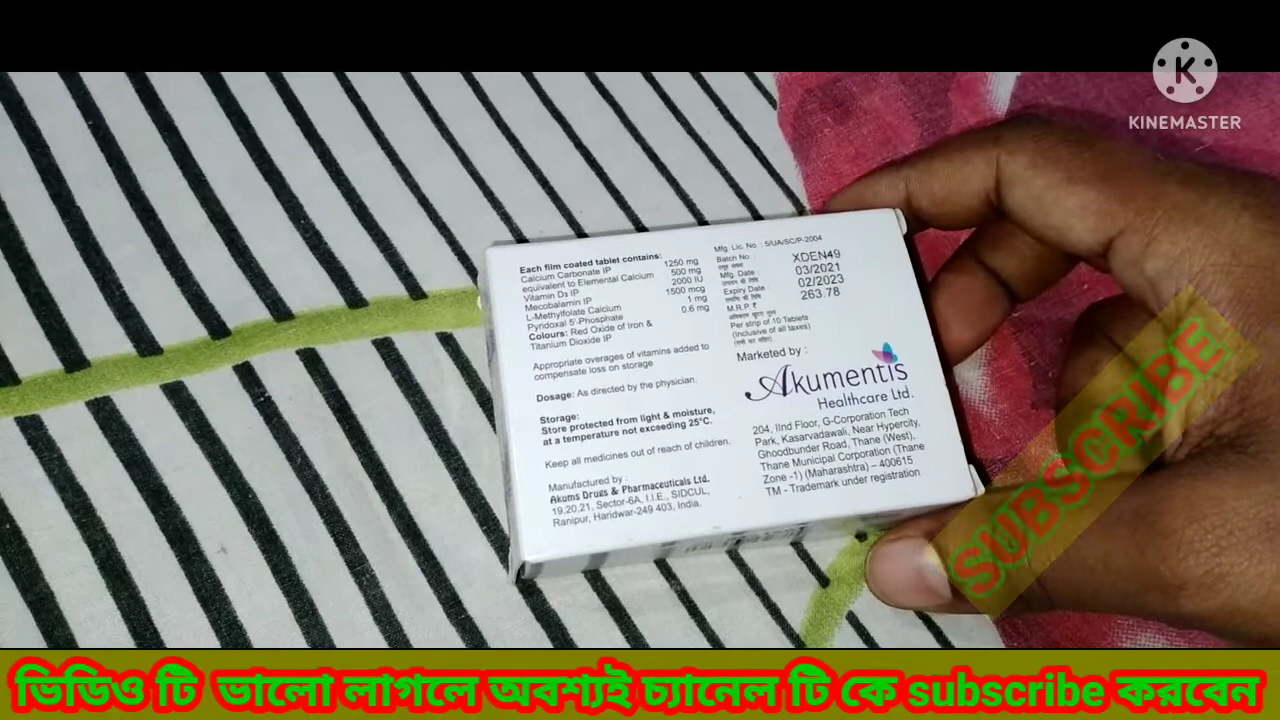 KINEMASTER
Each film coated tablet contains:
Calcium Carbonate IP 1250 mg
equivalent to Elemental Calcium 500 mg
Vitamin D3 IP 2000 IU
Mecobalamin IP 1500 mcg
L-Methylfolate Calcium 1 mg
Pyridoxal 5'-Phosphate 0.6 mg
Colours: Red Oxide of Iron &
Titanium Dioxide IP
Appropriate overages of vitamins added to
compensate loss on storage
Dosage: As directed by the physician.
Storage:
Store protected from light & moisture,
at a temperature not exceeding 25°C.
Keep all medicines out of reach of children.
Manufactured by :
Akums Drugs & Pharmaceuticals Ltd.
19,20,21, Sector-6A, I.I.E., SIDCUL,
Ranipur, Haridwar-249 403, India.
Mfg. Lic. No. : 5/UA/SC/P-2004
Batch No. : XDEN49
Mfg. Date : 03/2021
Expiry Date : 02/2023
M.R.P. ₹ 263.78
Per strip of 10 Tablets
(Inclusive of all taxes)
Marketed by :
Akumentis
Healthcare Ltd.
204, IInd Floor, G-Corporation Tech
Park, Kasarvadawali, Near Hypercity,
Ghoodbunder Road, Thane (West),
Thane Municipal Corporation (Thane
Zone -1) (Maharashtra) – 400615
TM - Trademark under registration
SUBSCRIBE
ভিডিও টি ভালো লাগলে অবশ্যই চ্যানেল টি কে subscribe করবেন